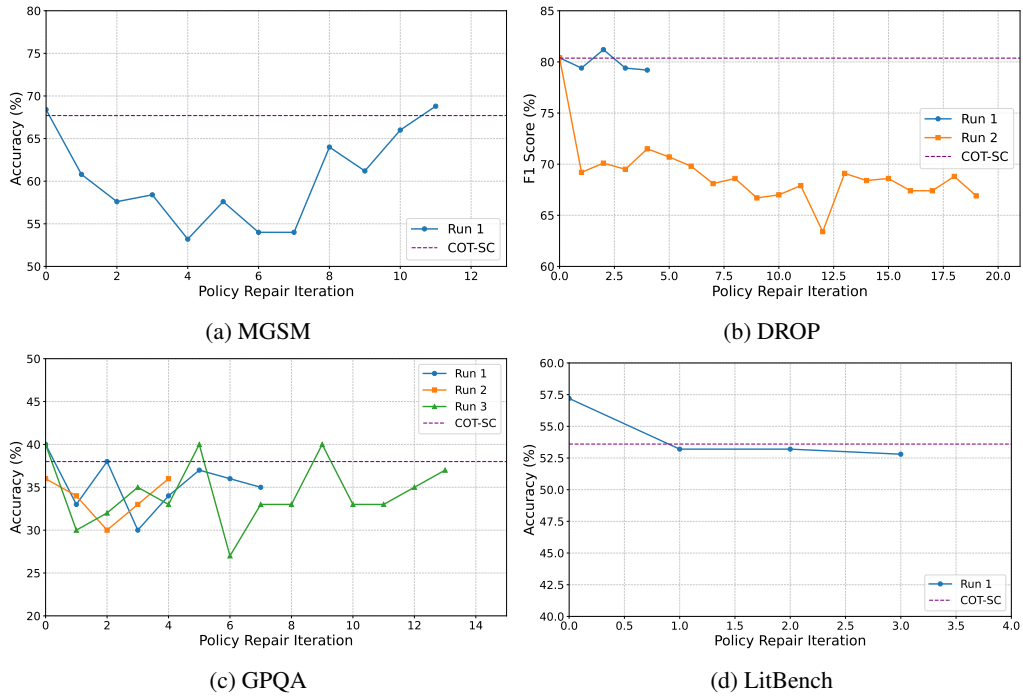 80
75
70
65
60
55
50
Accuracy (%)
0 2 4 6 8 10 12
Policy Repair Iteration
Run 1
COT-SC
(a) MGSM
85
80
75
70
65
60
F1 Score (%)
0.0 2.5 5.0 7.5 10.0 12.5 15.0 17.5 20.0
Policy Repair Iteration
Run 1
Run 2
COT-SC
(b) DROP
50
45
40
35
30
25
20
Accuracy (%)
0 2 4 6 8 10 12 14
Policy Repair Iteration
Run 1
Run 2
Run 3
COT-SC
(c) GPQA
60.0
57.5
55.0
52.5
50.0
47.5
45.0
42.5
40.0
Accuracy (%)
0.0 0.5 1.0 1.5 2.0 2.5 3.0 3.5 4.0
Policy Repair Iteration
Run 1
COT-SC
(d) LitBench